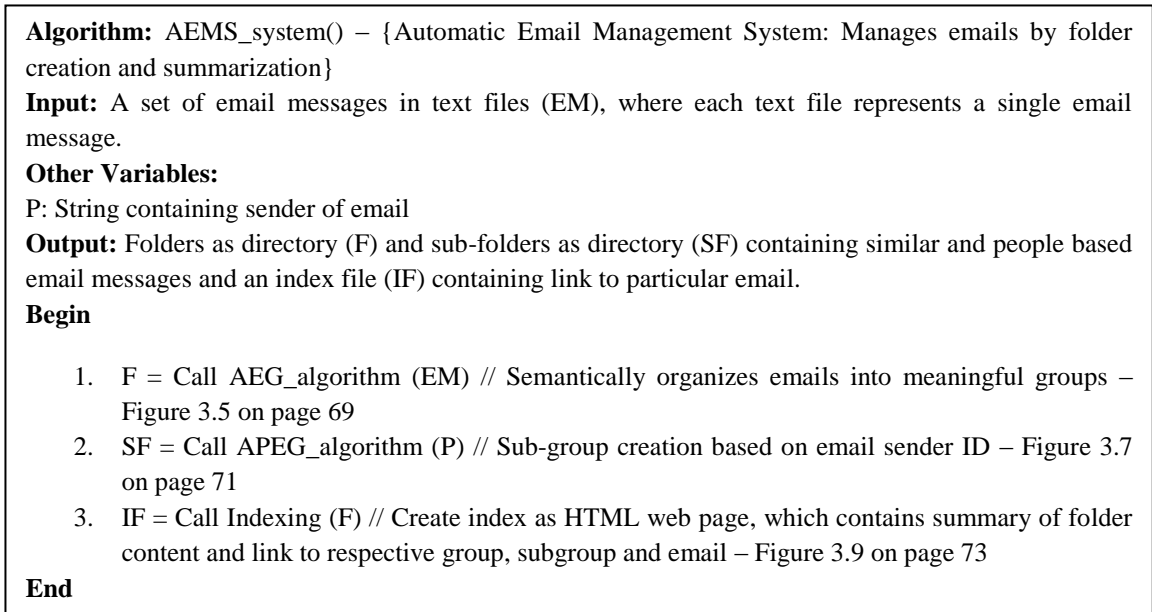 Algorithm: AEMS_system() – {Automatic Email Management System: Manages emails by folder
creation and summarization}
Input: A set of email messages in text files (EM), where each text file represents a single email
message.
Other Variables:
P: String containing sender of email
Output: Folders as directory (F) and sub-folders as directory (SF) containing similar and people based
email messages and an index file (IF) containing link to particular email.
Begin
1. F = Call AEG_algorithm (EM) // Semantically organizes emails into meaningful groups –
Figure 3.5 on page 69
2. SF = Call APEG_algorithm (P) // Sub-group creation based on email sender ID – Figure 3.7
on page 71
3. IF = Call Indexing (F) // Create index as HTML web page, which contains summary of folder
content and link to respective group, subgroup and email – Figure 3.9 on page 73
End